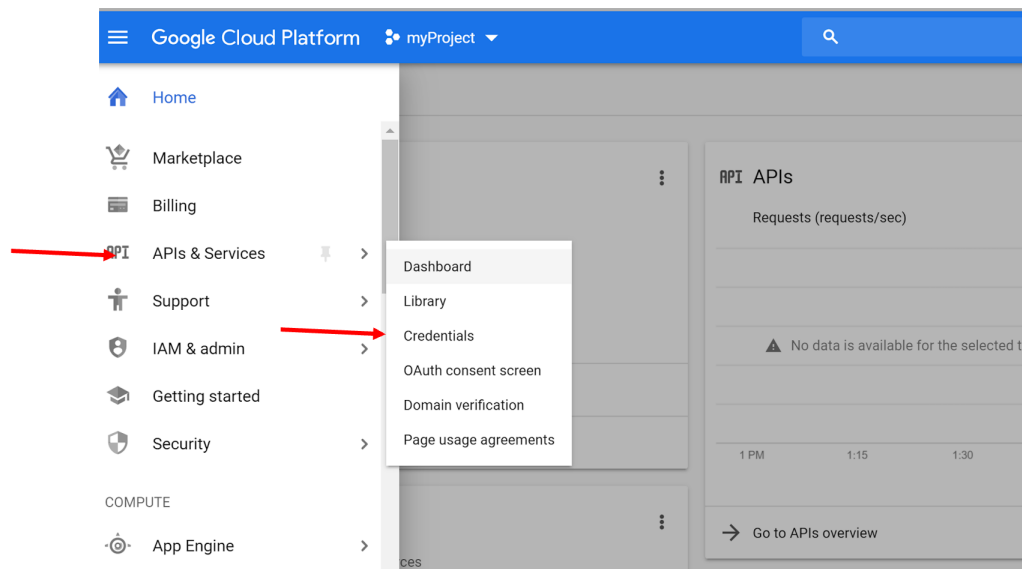 Google Cloud Platform
myProject
Home
Marketplace
Billing
API
APIs & Services
Support
IAM & admin
Getting started
Security
COMPUTE
App Engine
Dashboard
Library
Credentials
OAuth consent screen
Domain verification
Page usage agreements
API APIs
Requests (requests/sec)
No data is available for the selected t
1 PM 1:15 1:30
Go to APIs overview
ces